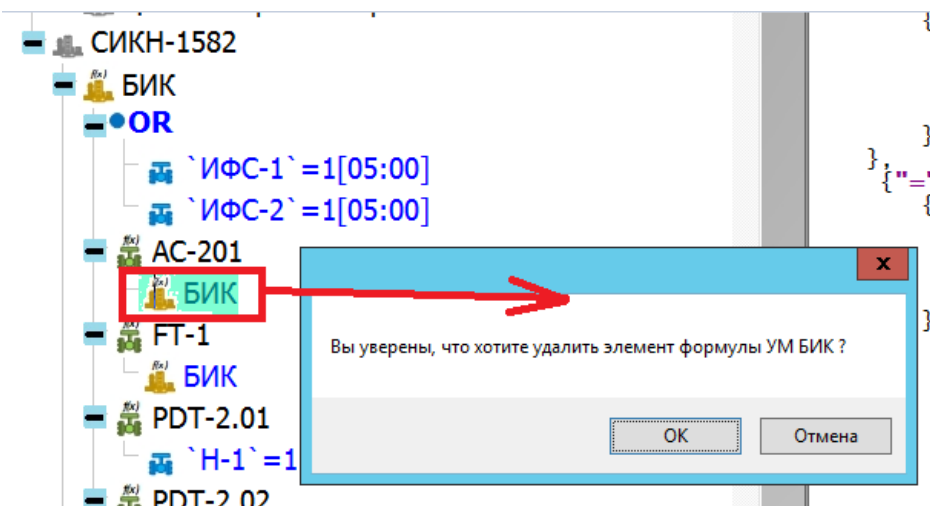 СИКН-1582
f(x) БИК
OR
`ИФС-1`=1[05:00]
`ИФС-2`=1[05:00]
f(x) АС-201
БИК
f(x) FT-1
f(x) БИК
f(x) PDT-2.01
`Н-1`=1
f(x) PDT-2.02
{
}
},
{"="
{
}
x
Вы уверены, что хотите удалить элемент формулы УМ БИК ?
ОК
Отмена